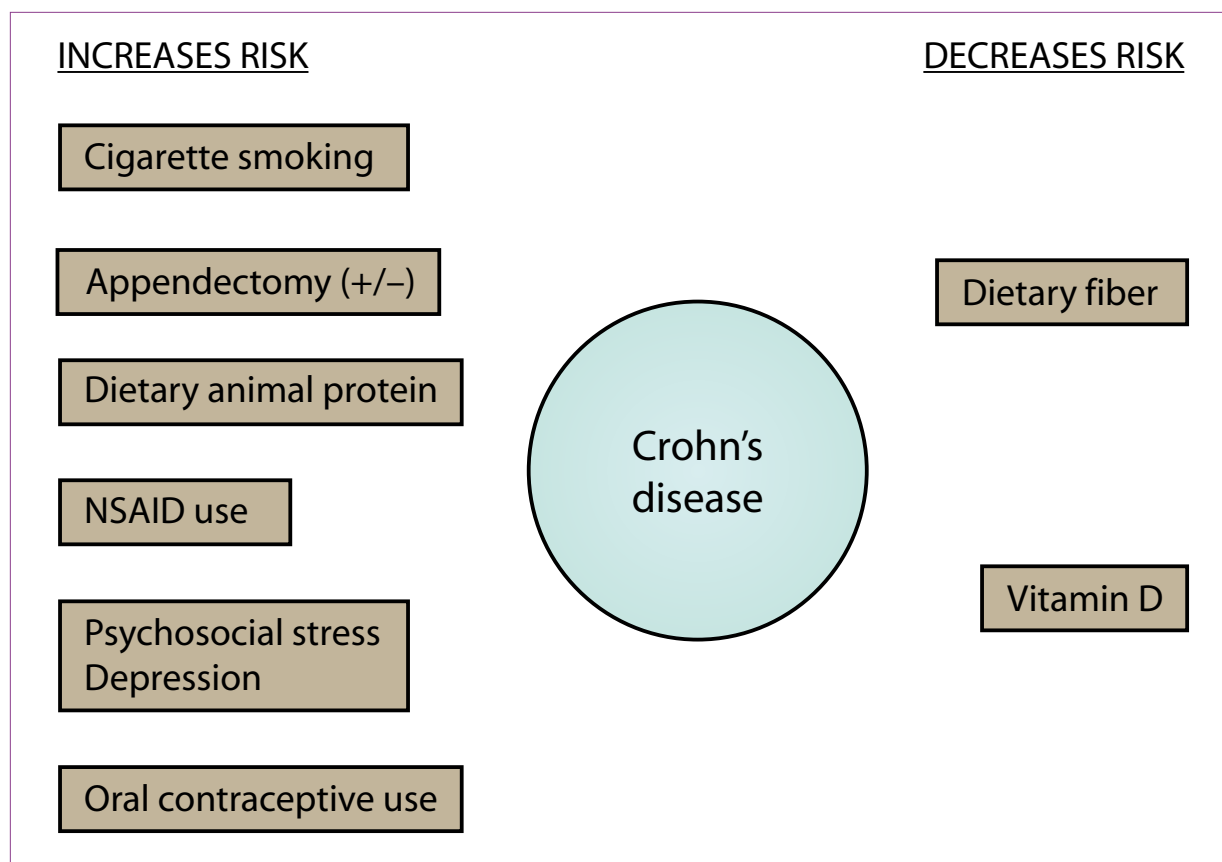 INCREASES RISK
DECREASES RISK
Cigarette smoking
Appendectomy (+/–)
Dietary animal protein
NSAID use
Psychosocial stress
Depression
Oral contraceptive use
Crohn’s
disease
Dietary fiber
Vitamin D